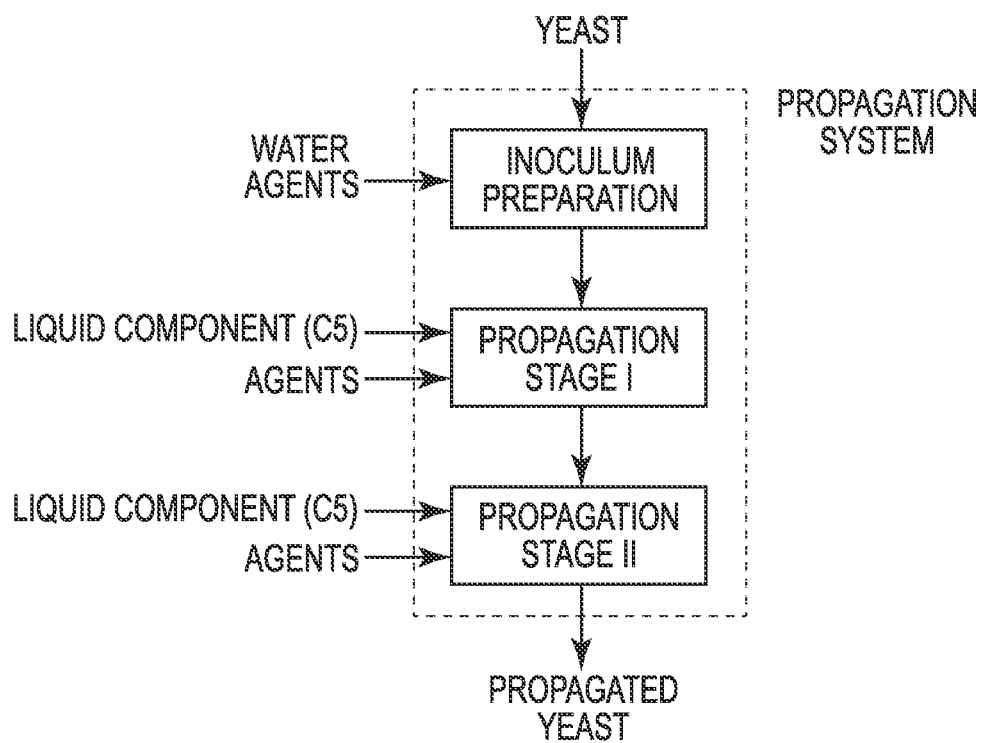 YEAST
PROPAGATION
SYSTEM
WATER
AGENTS
INOCULUM
PREPARATION
LIQUID COMPONENT (C5)
AGENTS
PROPAGATION
STAGE I
LIQUID COMPONENT (C5)
AGENTS
PROPAGATION
STAGE II
PROPAGATED
YEAST